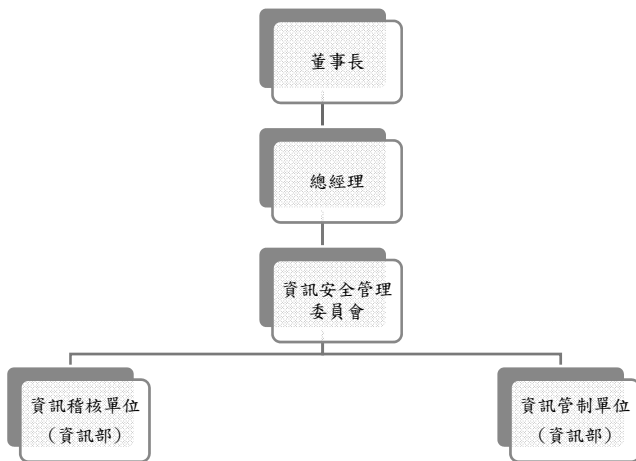 董事長
總經理
資訊安全管理
委員會
資訊稽核單位
（資訊部）
資訊管制單位
（資訊部）